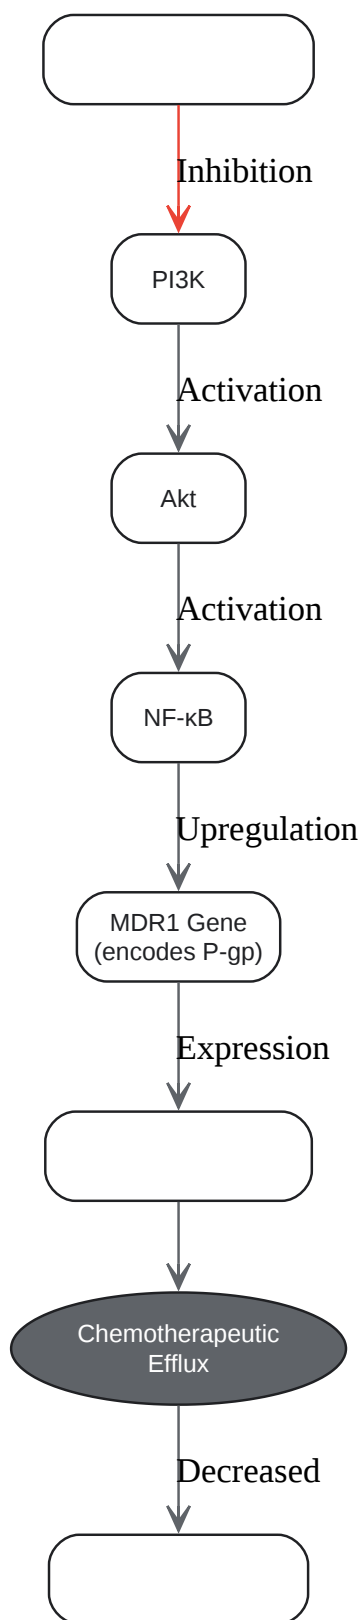 Inhibition
PI3K
Activation
Akt
Activation
NF-κB
Upregulation
MDR1 Gene
(encodes P-gp)
Expression
Chemotherapeutic
Efflux
Decreased